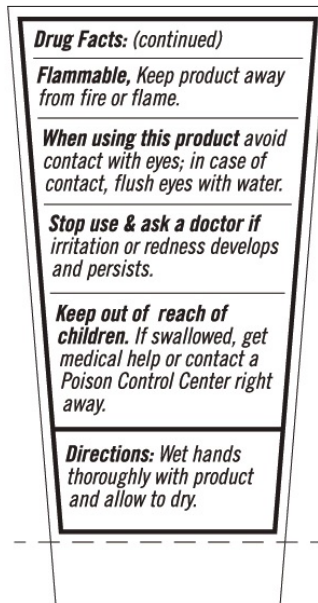 Drug Facts: (continued)
Flammable, Keep product away
from fire or flame.
When using this product avoid
contact with eyes; in case of
contact, flush eyes with water.
Stop use & ask a doctor if
irritation or redness develops
and persists.
Keep out of reach of
children. If swallowed, get
medical help or contact a
Poison Control Center right
away.
Directions: Wet hands
thoroughly with product
and allow to dry.